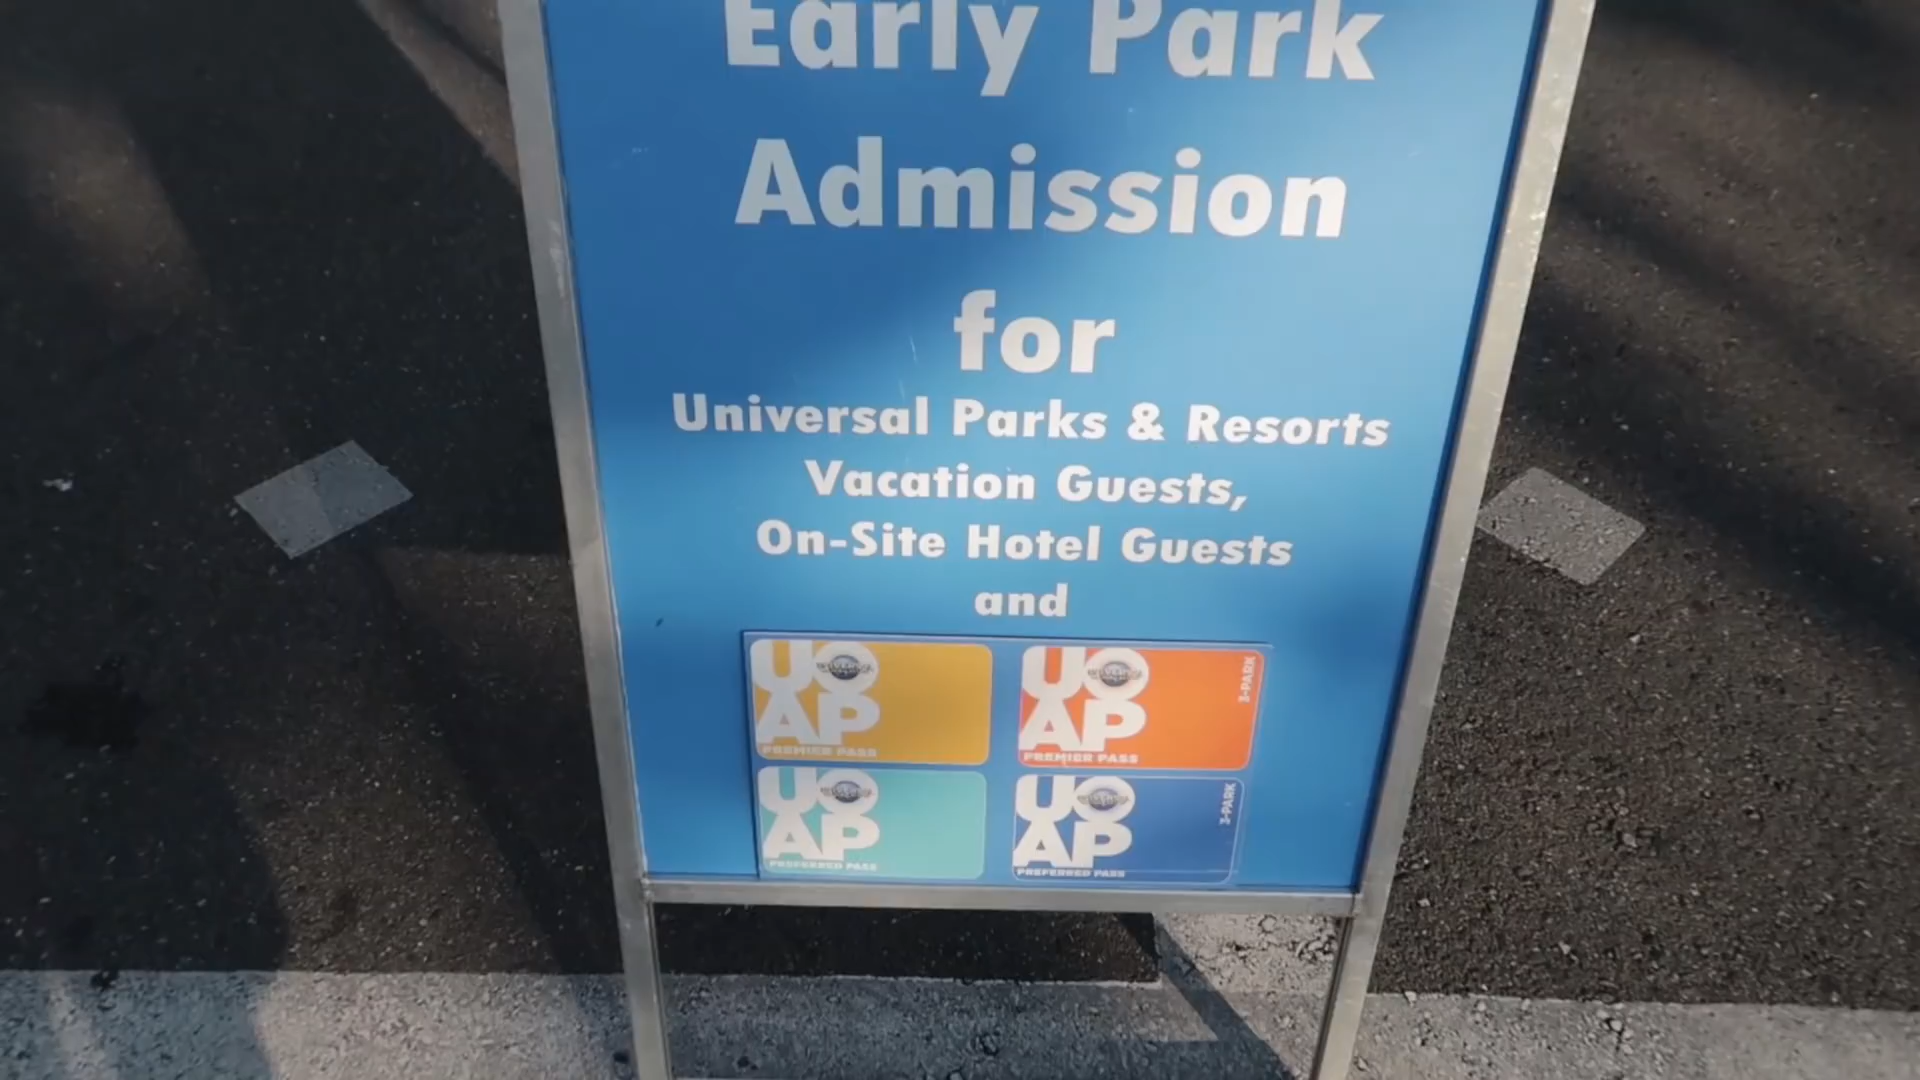 Early Park
Admission
for
Universal Parks & Resorts
Vacation Guests,
On-Site Hotel Guests
and
UO
AP
PREMIER PASS
UO
AP
PREMIER PASS
3-PARK
UO
AP
PREFERRED PASS
UO
AP
PREFERRED PASS
3-PARK